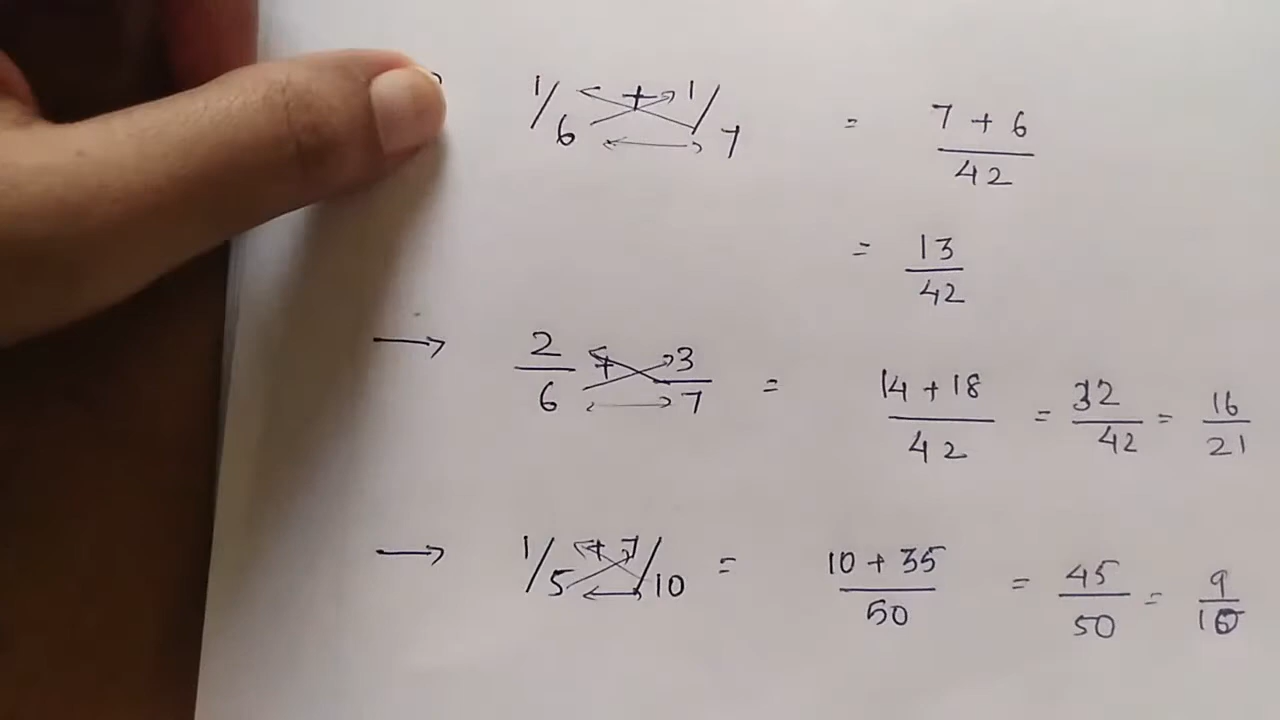 1/6 + 1/7 = 7 + 6 / 42
= 13/42
→ 2/6 + 3/7 = 14 + 18 / 42 = 32/42 = 16/21
→ 1/5 + 7/10 = 10 + 35 / 50 = 45/50 = 9/10